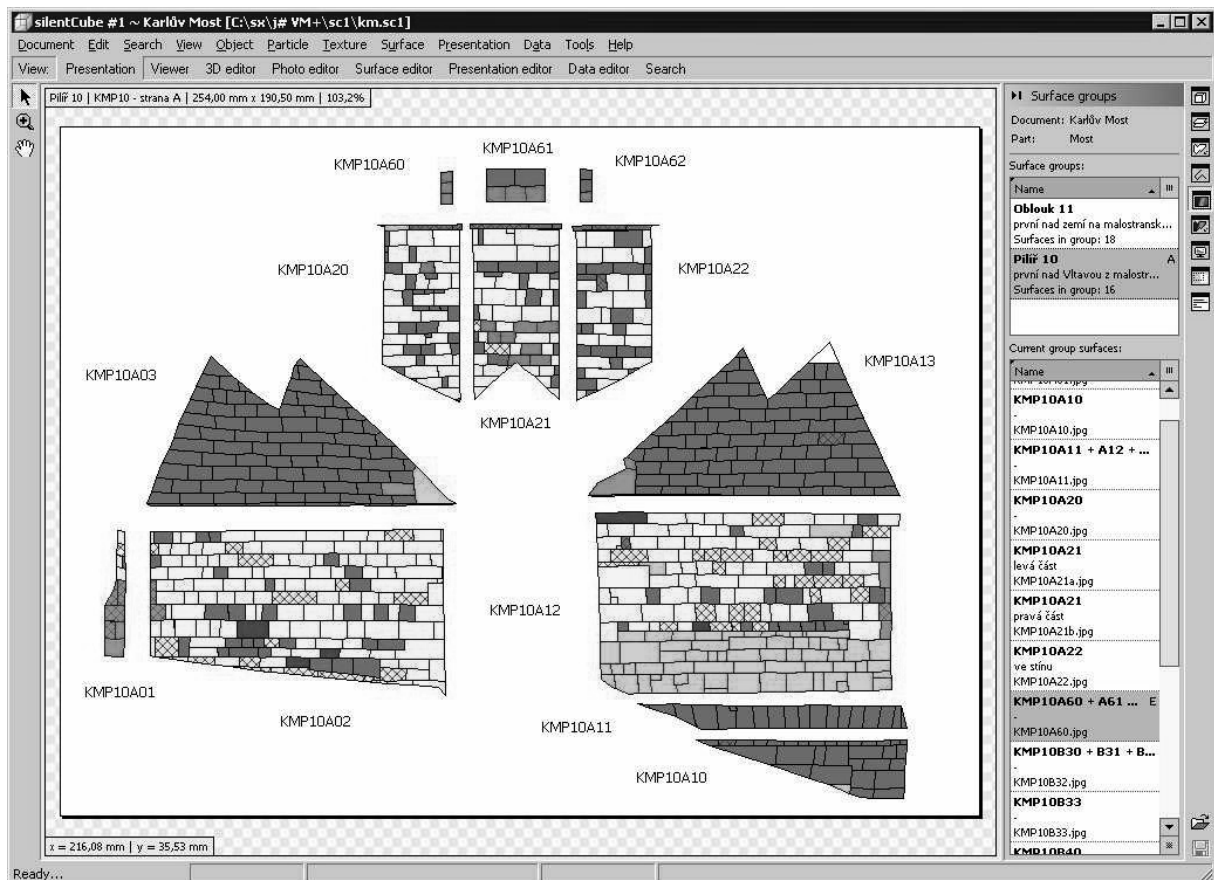 silentCube #1 ~ Karlův Most [C:\sx\j# VM+\sc1\km.sc1]
Document Edit Search View Object Particle Texture Surface Presentation Data Tools Help
View: Presentation Viewer 3D editor Photo editor Surface editor Presentation editor Data editor Search
Pilíř 10 | KMP10 - strana A | 254,00 mm x 190,50 mm | 103,2%
KMP10A61
KMP10A60
KMP10A62
KMP10A20
KMP10A22
KMP10A03
KMP10A13
KMP10A21
KMP10A12
KMP10A01
KMP10A02
KMP10A11
KMP10A10
x = 216,08 mm | y = 35,53 mm
Ready...
Surface groups
Document: Karlův Most
Part: Most
Surface groups:
Name
Oblouk 11
první nad zemí na malostransk...
Surfaces in group: 18
Pilíř 10 A
první nad Vltavou z malostr...
Surfaces in group: 16
Current group surfaces:
Name
KMP10A10
-
KMP10A10.jpg
KMP10A11 + A12 + ...
-
KMP10A11.jpg
KMP10A20
-
KMP10A20.jpg
KMP10A21
levá část
KMP10A21a.jpg
KMP10A21
pravá část
KMP10A21b.jpg
KMP10A22
ve stínu
KMP10A22.jpg
KMP10A60 + A61 ... E
-
KMP10A60.jpg
KMP10B30 + B31 + B...
-
KMP10B32.jpg
KMP10B33
-
KMP10B33.jpg
KMP10B40